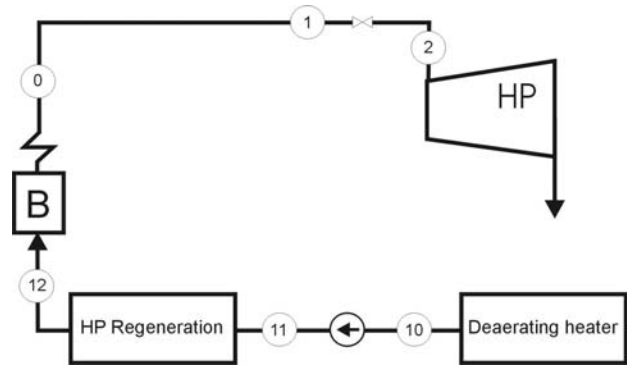 1
2
0
HP
B
12
HP Regeneration
11
10
Deaerating heater